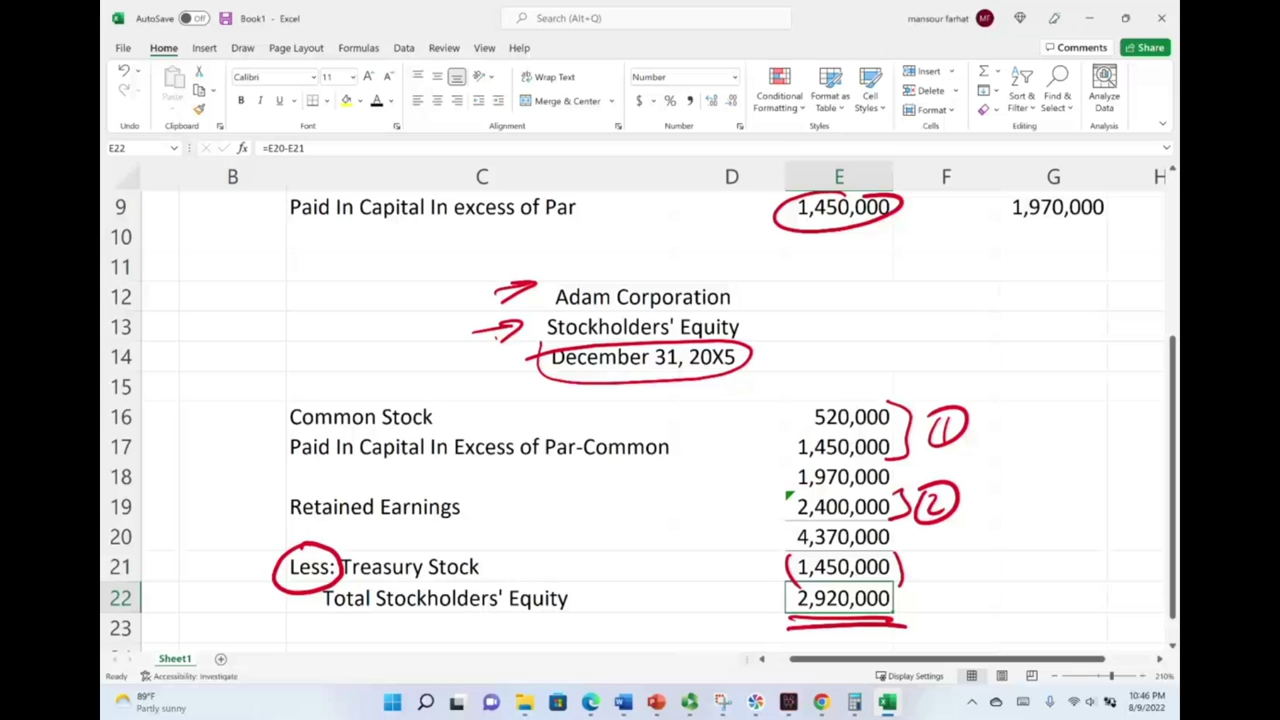 AutoSave Off Book1 - Excel Search (Alt+Q) mansour farhat MF
File Home Insert Draw Page Layout Formulas Data Review View Help Comments Share
Calibri 11 Wrap Text Number Insert
Paste Conditional Format as Cell Delete Sort & Find & Analyze
B I U Merge & Center $ % Formatting Table Styles Format Filter Select Data
Undo Clipboard Font Alignment Number Styles Cells Editing Analysis
E22 fx =E20-E21
B C D E F G H
9 Paid In Capital In excess of Par 1,450,000 1,970,000
10
11
12 Adam Corporation
13 Stockholders' Equity
14 December 31, 20X5
15
16 Common Stock 520,000 1
17 Paid In Capital In Excess of Par-Common 1,450,000
18 1,970,000
19 Retained Earnings 2,400,000 2
20 4,370,000
21 Less: Treasury Stock (1,450,000)
22 Total Stockholders' Equity 2,920,000
23
Sheet1
Ready Accessibility: Investigate Display Settings 210%
89°F 10:46 PM
Partly sunny 8/9/2022